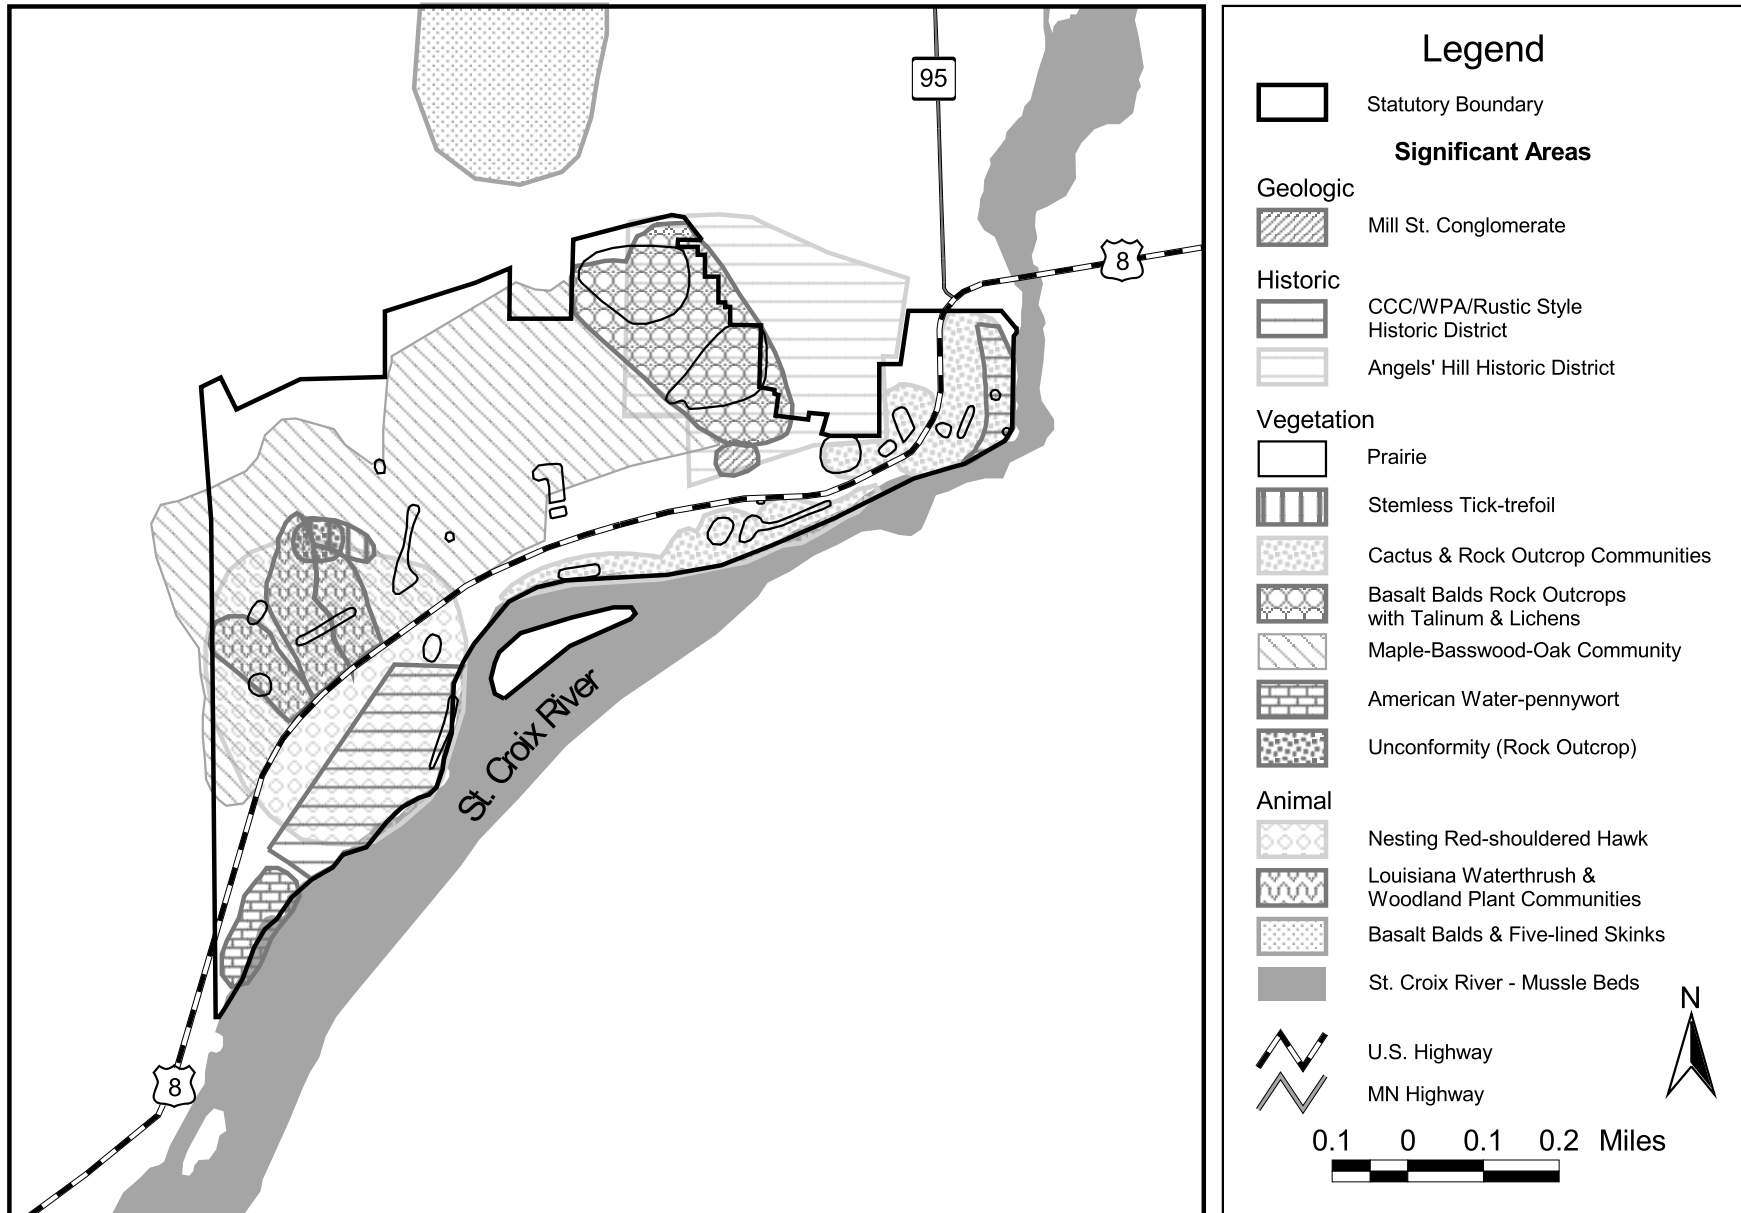 95
8
St. Croix River
8
Legend
Statutory Boundary
Significant Areas
Geologic
Mill St. Conglomerate
Historic
CCC/WPA/Rustic Style
Historic District
Angels' Hill Historic District
Vegetation
Prairie
Stemless Tick-trefoil
Cactus & Rock Outcrop Communities
Basalt Balds Rock Outcrops
with Talinum & Lichens
Maple-Basswood-Oak Community
American Water-pennywort
Unconformity (Rock Outcrop)
Animal
Nesting Red-shouldered Hawk
Louisiana Waterthrush &
Woodland Plant Communities
Basalt Balds & Five-lined Skinks
St. Croix River - Mussle Beds
N
U.S. Highway
MN Highway
0.1 0 0.1 0.2 Miles